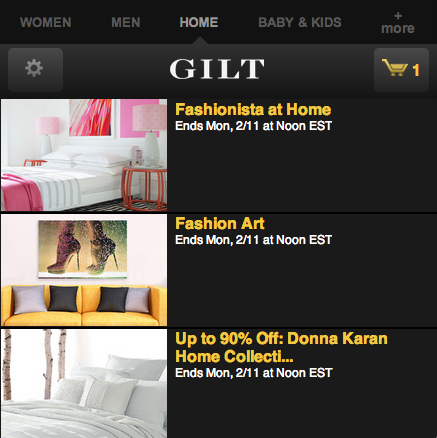 WOMEN MEN HOME BABY & KIDS + more
GILT 1
Fashionista at Home
Ends Mon, 2/11 at Noon EST
Fashion Art
Ends Mon, 2/11 at Noon EST
Up to 90% Off: Donna Karan
Home Collecti...
Ends Mon, 2/11 at Noon EST